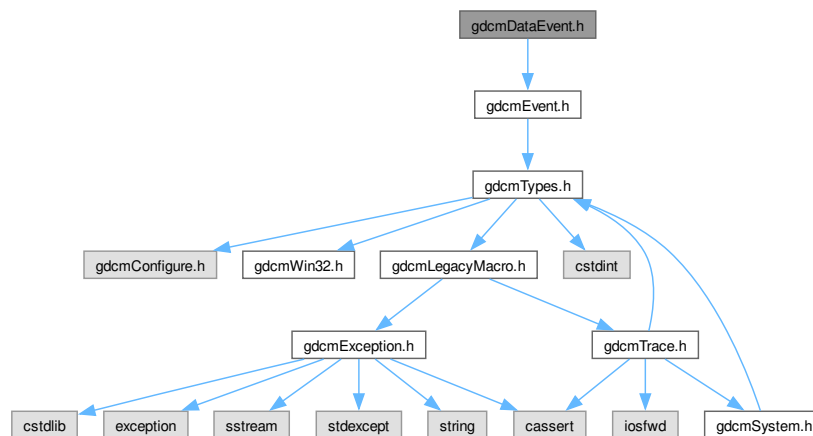 gdcmDataEvent.h
gdcmEvent.h
gdcmTypes.h
gdcmConfigure.h
gdcmWin32.h
gdcmLegacyMacro.h
cstdint
gdcmException.h
gdcmTrace.h
cstdlib
exception
sstream
stdexcept
string
cassert
iosfwd
gdcmSystem.h